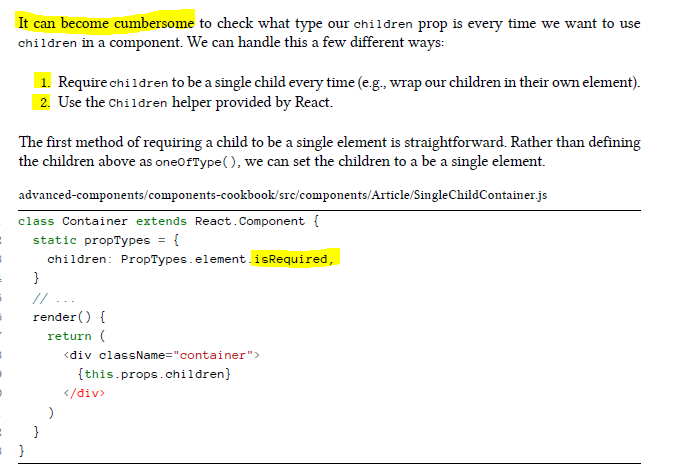 It can become cumbersome to check what type our children prop is every time we want to use
children in a component. We can handle this a few different ways:
1. Require children to be a single child every time (e.g., wrap our children in their own element).
2. Use the Children helper provided by React.
The first method of requiring a child to be a single element is straightforward. Rather than defining
the children above as oneOfType(), we can set the children to a be a single element.
advanced-components/components-cookbook/src/components/Article/SingleChildContainer.js
class Container extends React.Component {
static propTypes = {
children: PropTypes.element.isRequired,
}
// ...
render() {
return (
<div className="container">
{this.props.children}
</div>
)
}
}